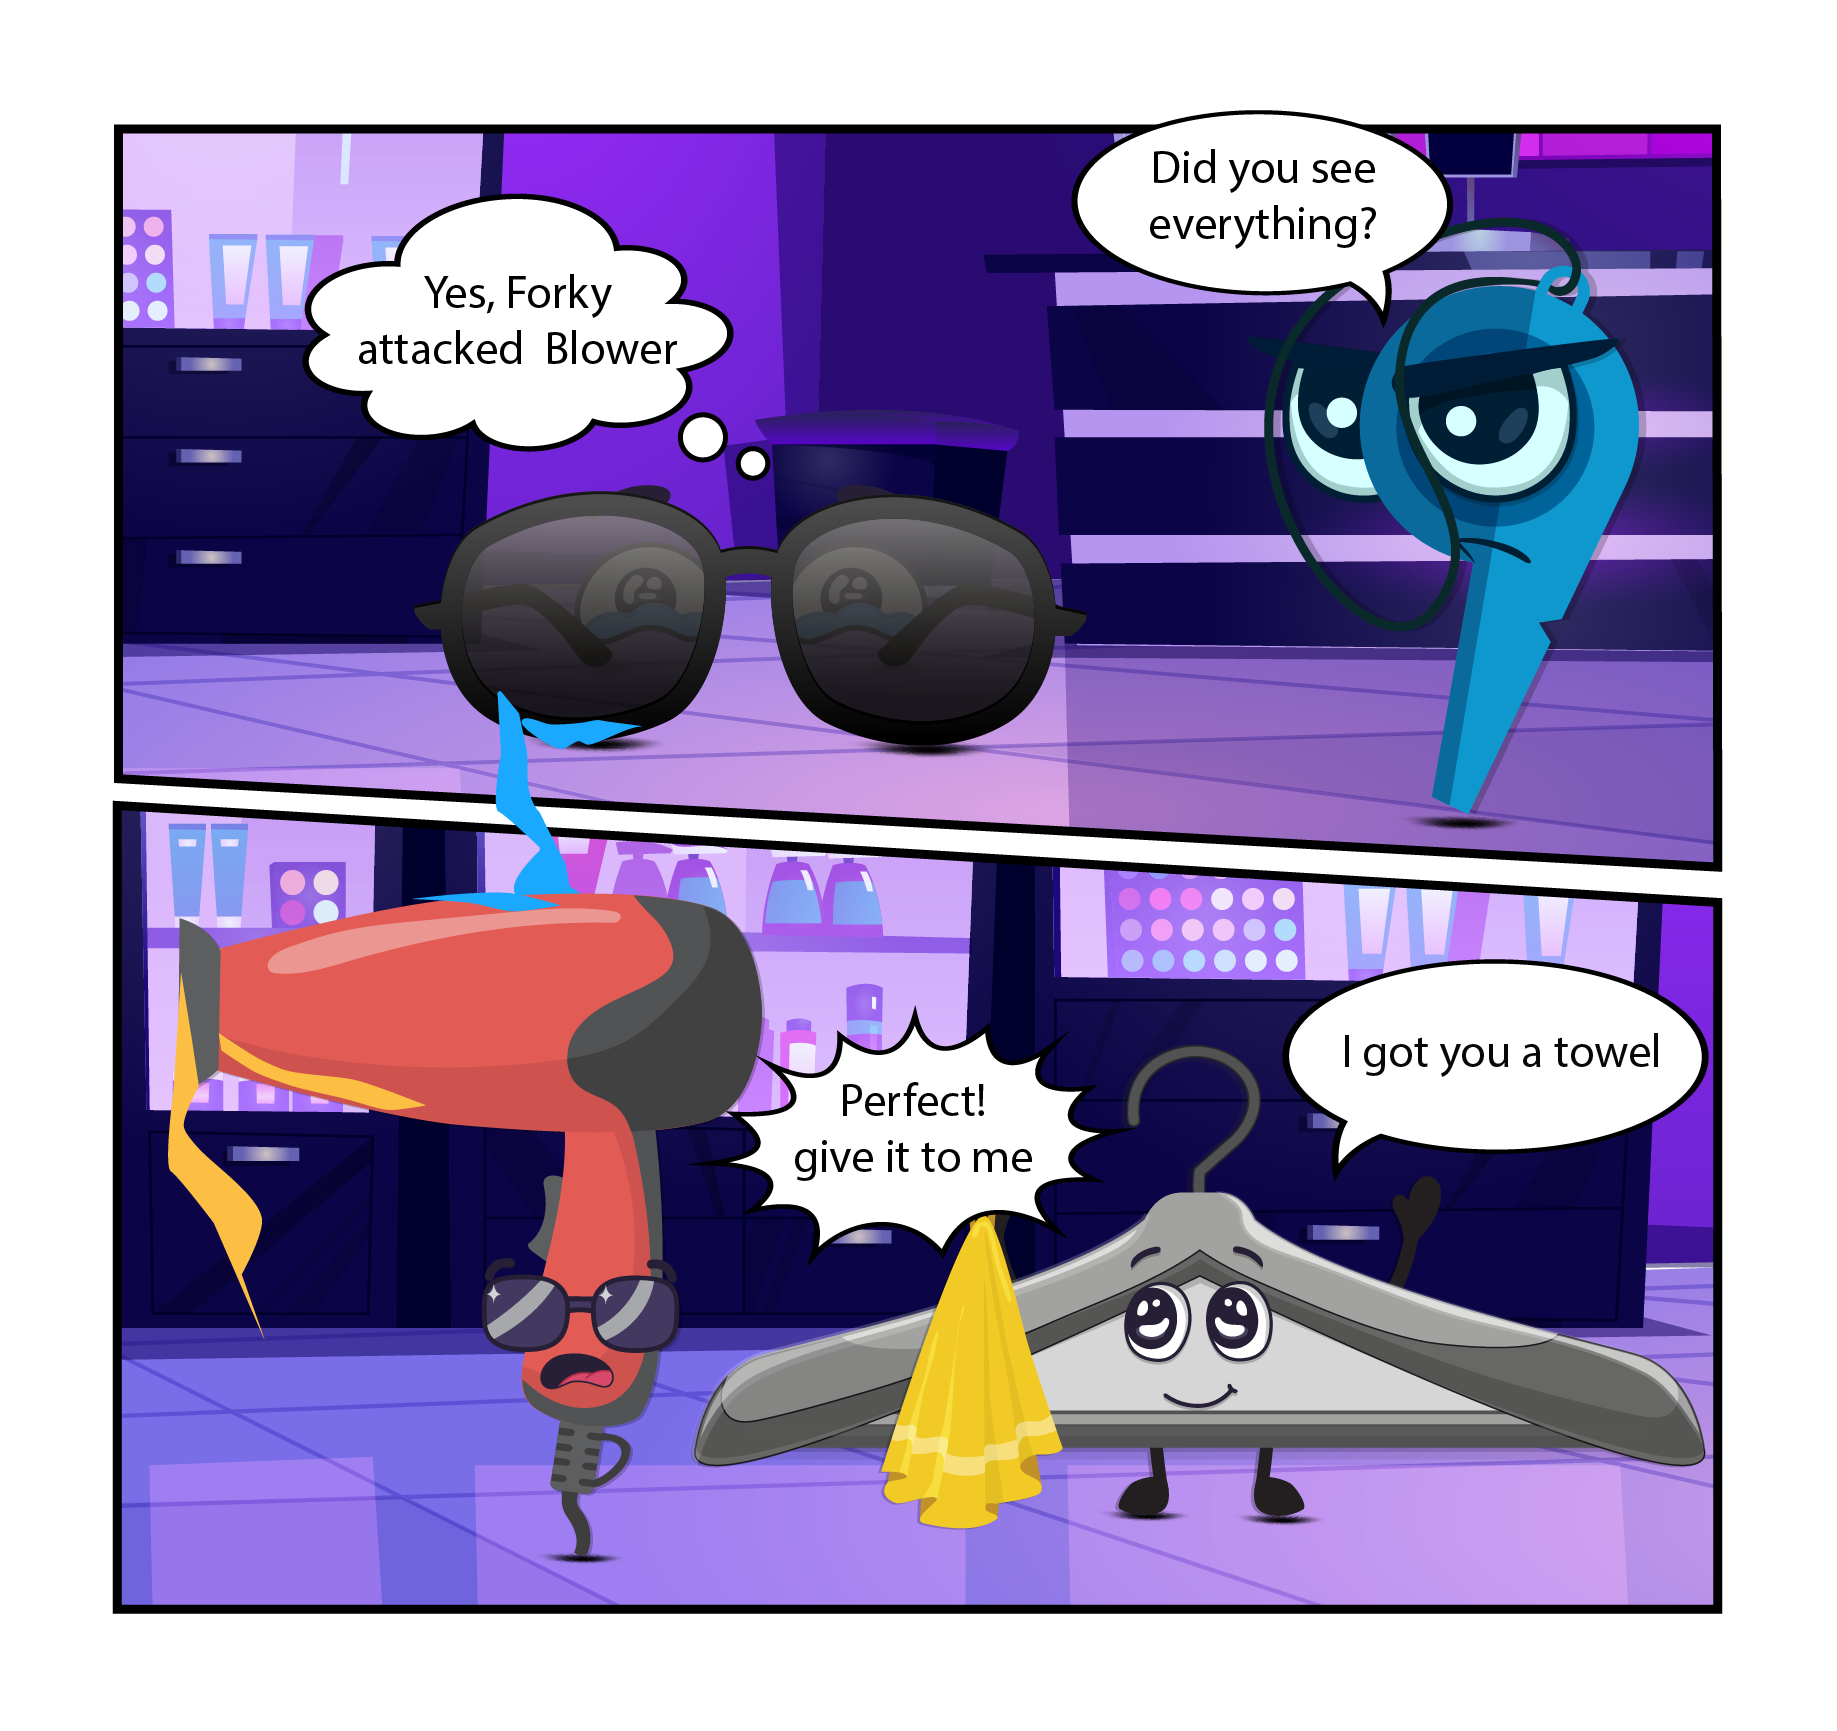 Did you see
everything?
Yes, Forky
attacked Blower
Perfect!
give it to me
I got you a towel